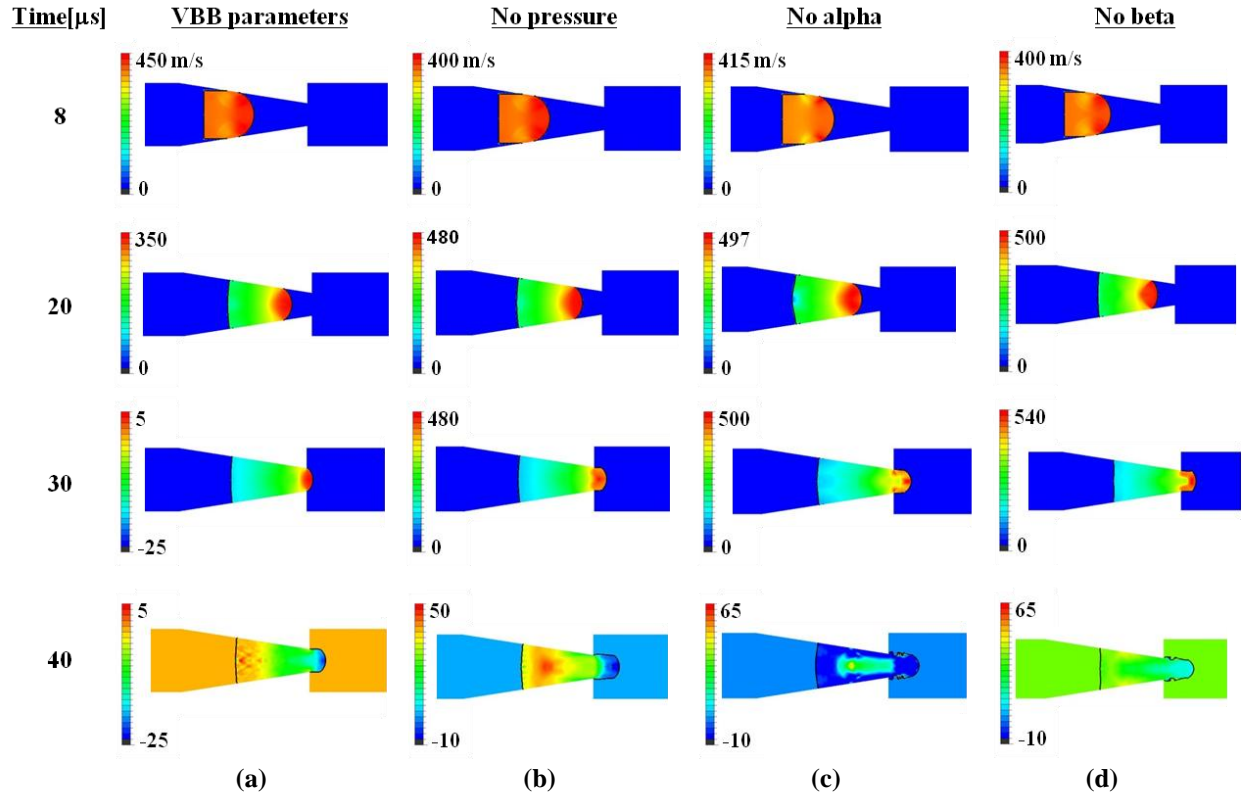 Time[μs] VBB parameters No pressure No alpha No beta
450 m/s 400 m/s 415 m/s 400 m/s
8
0 0 0 0
350 480 497 500
20
0 0 0 0
5 480 500 540
30
-25 0 0 0
5 50 65 65
40
-25 -10 -10 -10
(a) (b) (c) (d)